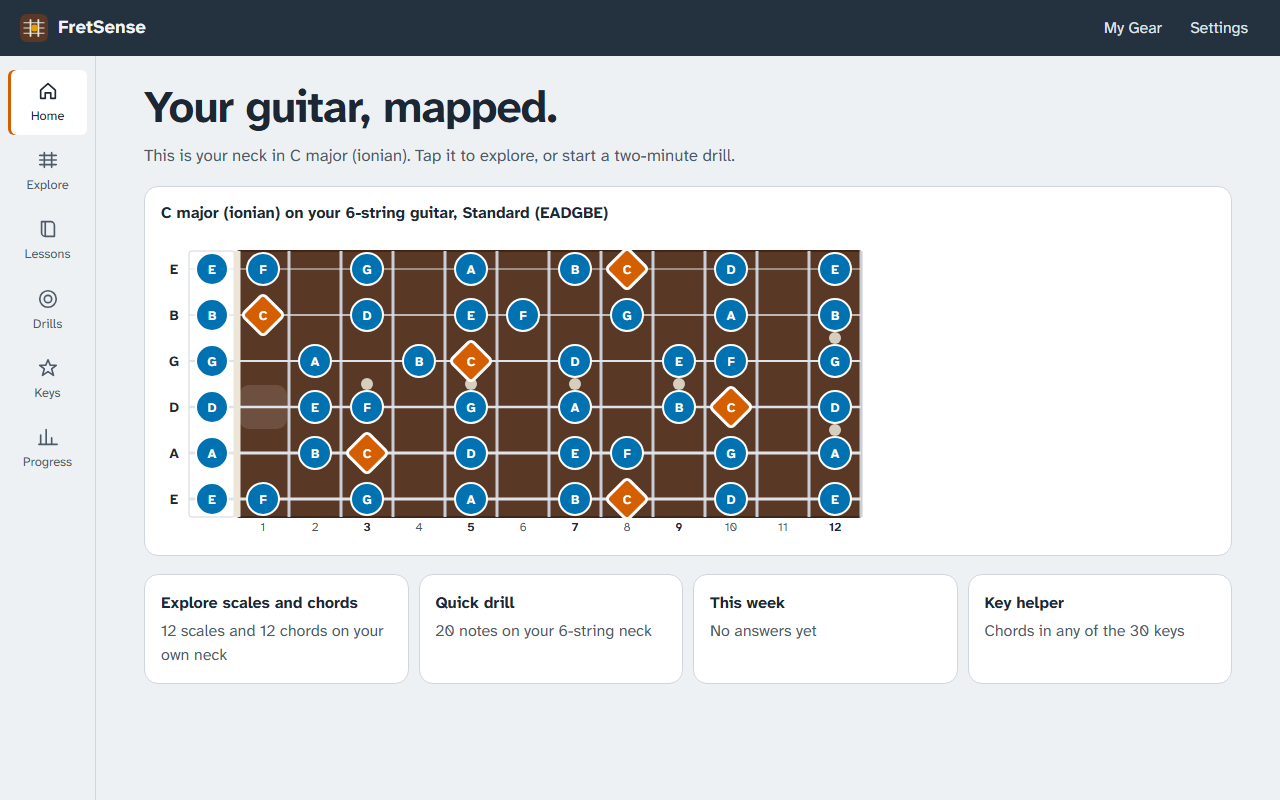 FretSense
My Gear
Settings
Home
Explore
Lessons
Drills
Keys
Progress
Your guitar, mapped.
This is your neck in C major (ionian). Tap it to explore, or start a two-minute drill.
C major (ionian) on your 6-string guitar, Standard (EADGBE)
E E F G A B C D E
B B C D E F G A B
G G A B C D E F G
D D E F G A B C D
A A B C D E F G A
E E F G A B C D E
1 2 3 4 5 6 7 8 9 10 11 12
Explore scales and chords
12 scales and 12 chords on your
own neck
Quick drill
20 notes on your 6-string neck
This week
No answers yet
Key helper
Chords in any of the 30 keys